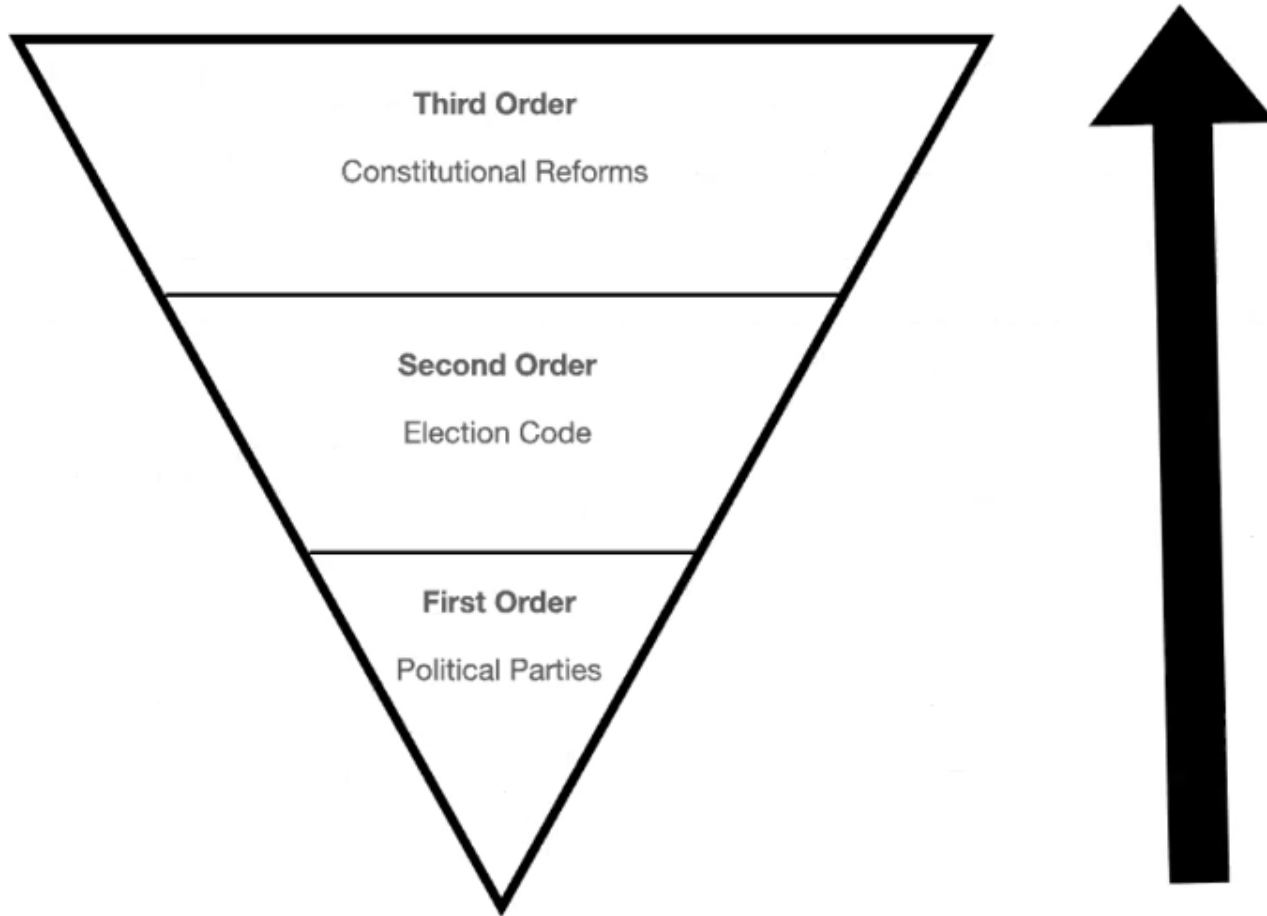 Third Order
Constitutional Reforms
Second Order
Election Code
First Order
Political Parties